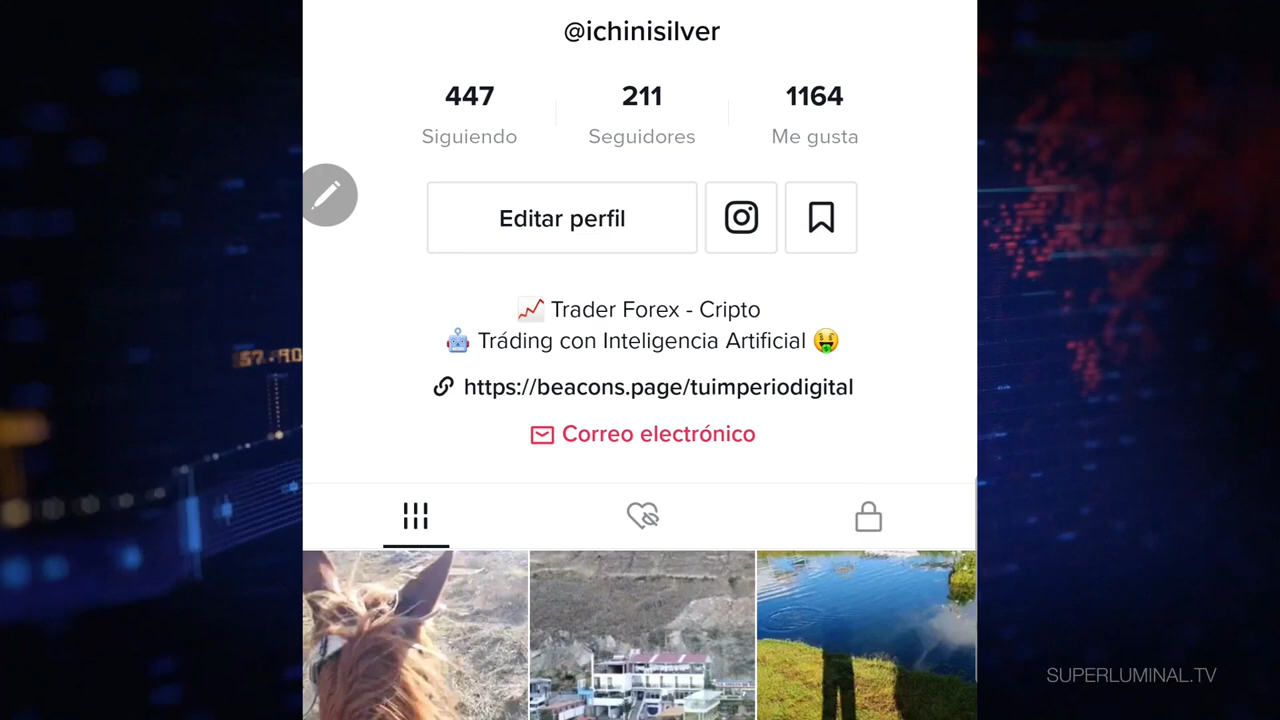 @ichinisilver
447 211 1164
Siguiendo Seguidores Me gusta
Editar perfil
📈 Trader Forex - Cripto
🤖 Tráding con Inteligencia Artificial 🤑
https://beacons.page/tuimperiodigital
Correo electrónico
SUPERLUMINAL.TV